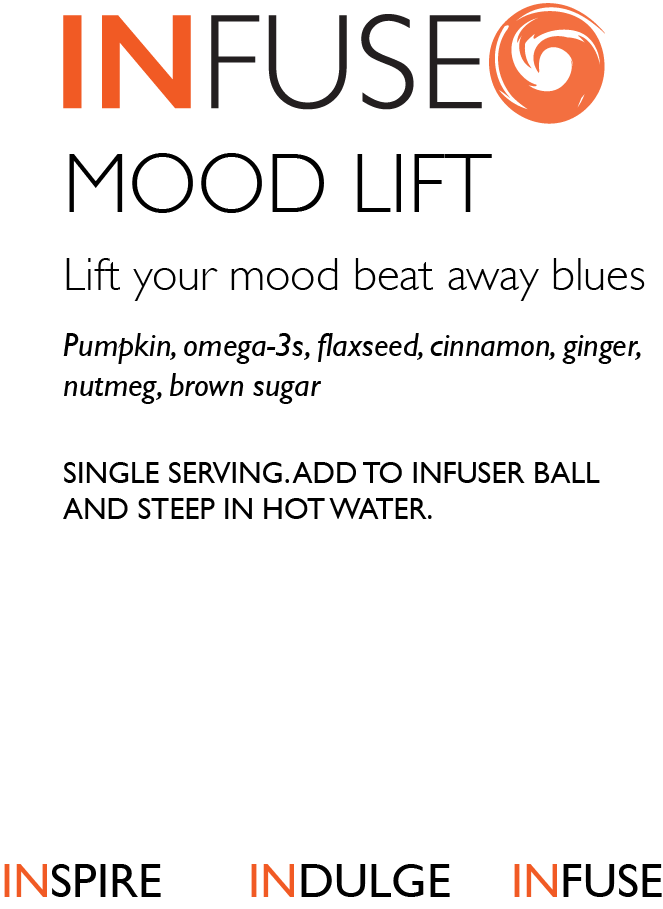 INFUSE
MOOD LIFT
Lift your mood beat away blues
Pumpkin, omega-3s, flaxseed, cinnamon, ginger,
nutmeg, brown sugar
SINGLE SERVING. ADD TO INFUSER BALL
AND STEEP IN HOT WATER.
INSPIRE INDULGE INFUSE